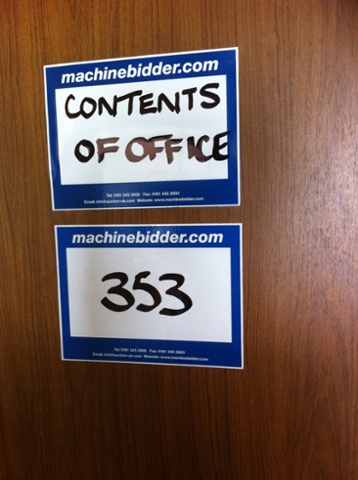 machinebidder.com
CONTENTS
OF OFFICE
machinebidder.com
353